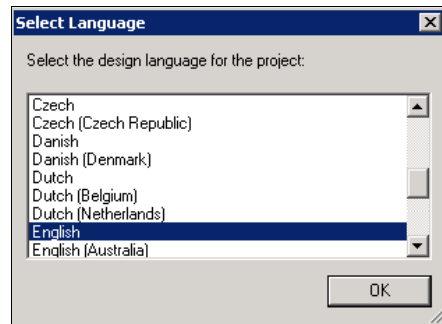 Select Language
Select the design language for the project:
Czech
Czech (Czech Republic)
Danish
Danish (Denmark)
Dutch
Dutch (Belgium)
Dutch (Netherlands)
English
English (Australia)
OK